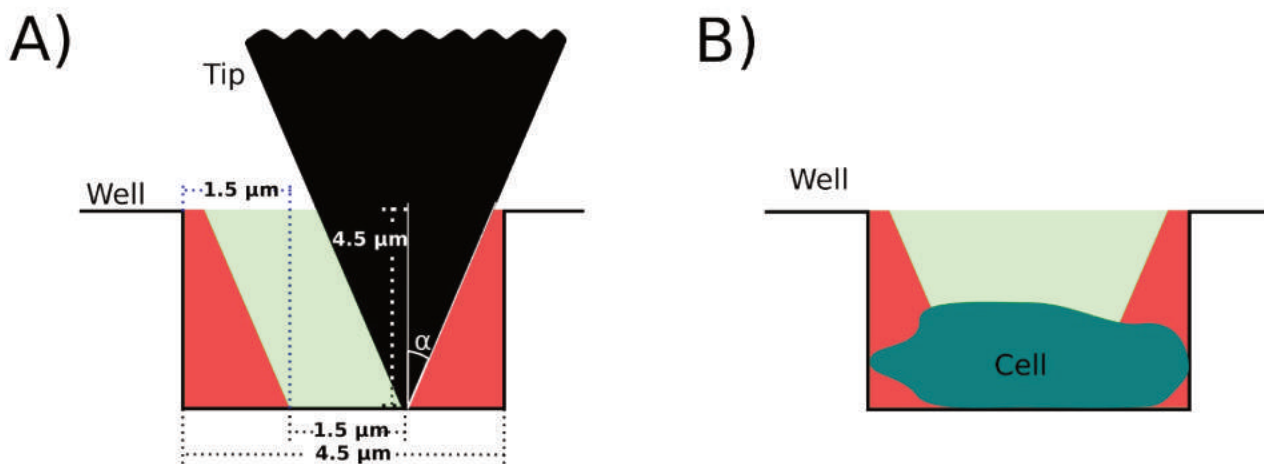 A)
Tip
Well
1.5 µm
4.5 µm
α
1.5 µm
4.5 µm
B)
Well
Cell